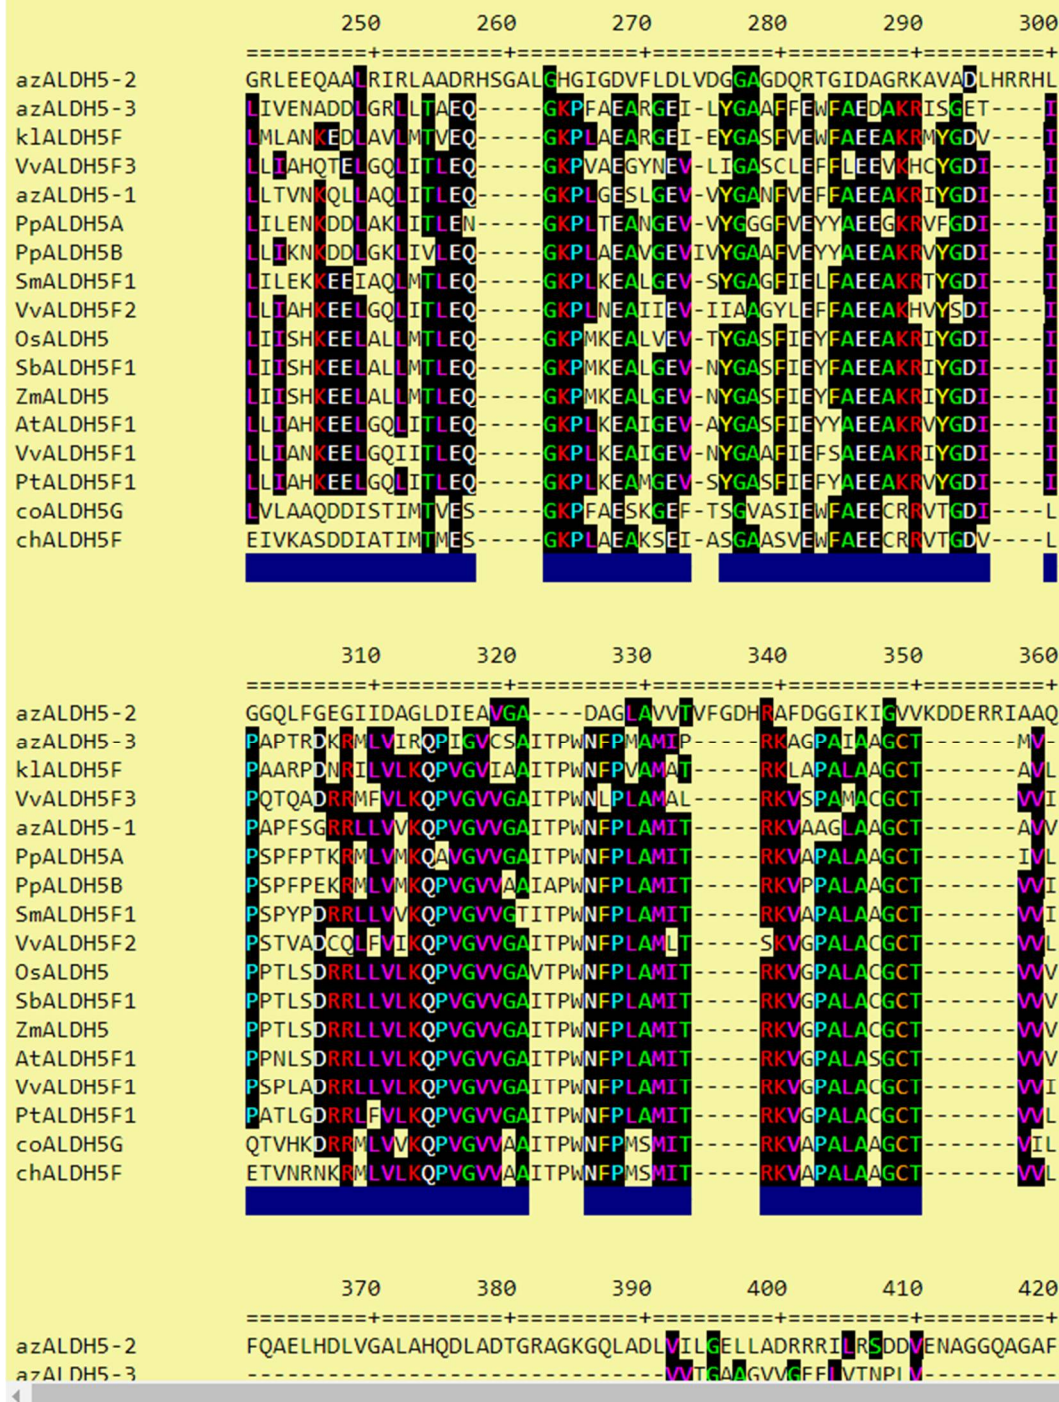 250 260 270 280 290 300
=========+=========+=========+=========+=========+=========+
azALDH5-2 GRLEEQAALRIRLAADRHSGALGHGIGDVFLDLVDGGAGDQRTGIDAGRKAVADLHRRHL
azALDH5-3 LIVENADDLGRLLTAEQ-----GKPFAEARGEI-LYGAAFFEWFAEDAKRISGET----I
klALDH5F LMLANKEDLAVLMTVEQ-----GKPLAEARGEI-EYGASFVEWFAEEAKRMYGDV----I
VvALDH5F3 LLIAHQTELGQLITLEQ-----GKPVAEGYNEV-LIGASCLEFFLEEVKHCYGDI----I
azALDH5-1 LLTVNKQLLAQLITLEQ-----GKPLGESLGEV-VYGANFVEFFAEEAKRIYGDI----I
PpALDH5A LILENKDDLAKLITLEN-----GKPLTEANGEV-VYGGGFVEYYAEEGKRVFGDI----I
PpALDH5B LLIKNKDDLGKLIVLEQ-----GKPLAEAVGEVIVYGAAFVEYYAEEAKRVYGDI----I
SmALDH5F1 LILEKKEEIAQLMTLEQ-----GKPLKEALGEV-SYGAGFIELFAEEAKRTYGDI----I
VvALDH5F2 LLIAHKEELGQLITLEQ-----GKPLNEAIIEV-IIAAGYLEFFAEEAKHVYSDI----I
OsALDH5 LIISHKEELALLMTLEQ-----GKPMKEALVEV-TYGASFIEYFAEEAKRIYGDI----I
SbALDH5F1 LIISHKEELALLMTLEQ-----GKPMKEALGEV-NYGASFIEYFAEEAKRIYGDI----I
ZmALDH5 LIISHKEELALLMTLEQ-----GKPMKEALGEV-NYGASFIEYFAEEAKRIYGDI----I
AtALDH5F1 LLIAHKEELGQLITLEQ-----GKPLKEAIGEV-AYGASFIEYYAEEAKRVYGDI----I
VvALDH5F1 LLIANKEELGQIITLEQ-----GKPLKEAIGEV-NYGAAFIEFSAEEAKRIYGDI----I
PtALDH5F1 LLIAHKEELGQLITLEQ-----GKPLKEAMGEV-SYGASFIEFYAEEAKRVYGDI----I
coALDH5G LVLAAQDDISTIMTVES-----GKPFAESKGEF-TSGVASIEWFAEECRRVTGDI----L
chALDH5F EIVKASDDIATIMTMES-----GKPLAEAKSEI-ASGAASVEWFAEECRRVTGDV----L
310 320 330 340 350 360
=========+=========+=========+=========+=========+=========+
azALDH5-2 GGQLFGEGIIDAGLDIEAVGA----DAGLAVVTVFGDHRAFDGGIKIGVVKDDERRIAAQ
azALDH5-3 PAPTRDKRMLVIRQPIGVCSAITPWNFPMAMIP-----RKAGPAIAAGCT-------MV-
klALDH5F PAARPDNRILVLKQPVGVIAAITPWNFPVAMAT-----RKLAPALAAGCT-------AVL
VvALDH5F3 PQTQADRRMFVLKQPVGVVGAITPWNLPLAMAL-----RKVSPAMACGCT-------VVI
azALDH5-1 PAPFSGRRLLVVKQPVGVVGAITPWNFPLAMIT-----RKVAAGLAAGCT-------AVV
PpALDH5A PSPFPTKRMLVMKQAVGVVGAITPWNFPLAMIT-----RKVAPALAAGCT-------IVL
PpALDH5B PSPFPEKRMLVMKQPVGVVAAIAPWNFPLAMIT-----RKVPPALAAGCT-------VVI
SmALDH5F1 PSPYPDRRLLVVKQPVGVVGTITPWNFPLAMIT-----RKVAPALAAGCT-------VVI
VvALDH5F2 PSTVADCQLFVIKQPVGVVGAITPWNFPLAMLT-----SKVGPALAAGCT-------VVL
OsALDH5 PPTLSDRRLLVLKQPVGVVGAVTPWNFPLAMIT-----RKVGPALACGCT-------VVV
SbALDH5F1 PPTLSDRRLLVLKQPVGVVGAITPWNFPLAMIT-----RKVGPALACGCT-------VVV
ZmALDH5 PPTLSDRRLLVLKQPVGVVGAITPWNFPLAMIT-----RKVGPALACGCT-------VVV
AtALDH5F1 PPNLSDRRLLVLKQPVGVVGAITPWNFPLAMIT-----RKVGPALASGCT-------VVV
VvALDH5F1 PSPLADRRLLVLKQPVGVVGAITPWNFPLAMIT-----RKVGPALACGCT-------VVI
PtALDH5F1 PATLGDRRLFVLKQPVGVVGAITPWNFPLAMIT-----RKVGPALACGCT-------VVL
coALDH5G QTVHKDRRMLVVKQPVGVVAAITPWNFPMSMIT-----RKVAPALAAGCT-------VIL
chALDH5F ETVNRNKRMLVLKQPVGVVAAITPWNFPMSMIT-----RKVAPALAAGCT-------VVL
370 380 390 400 410 420
=========+=========+=========+=========+=========+=========+
azALDH5-2 FQAELHDLVGALAHQDLADTGRAGKGQLADLVILGELLADRRRILRSDDVENAGGQAGAF
azALDH5-3 -------------------------------VVTGAAGVVGEELVTNPLV----------